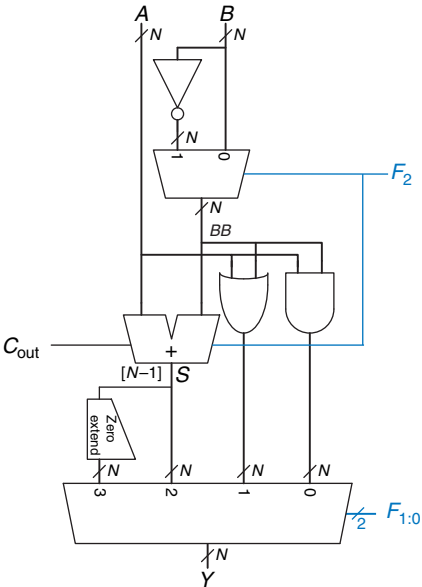 A B
N N
N
1 0
F2
N
BB
Cout
+
[N–1] S
Zero
extend
N N N N
3 2 1 0
2
F1:0
N
Y